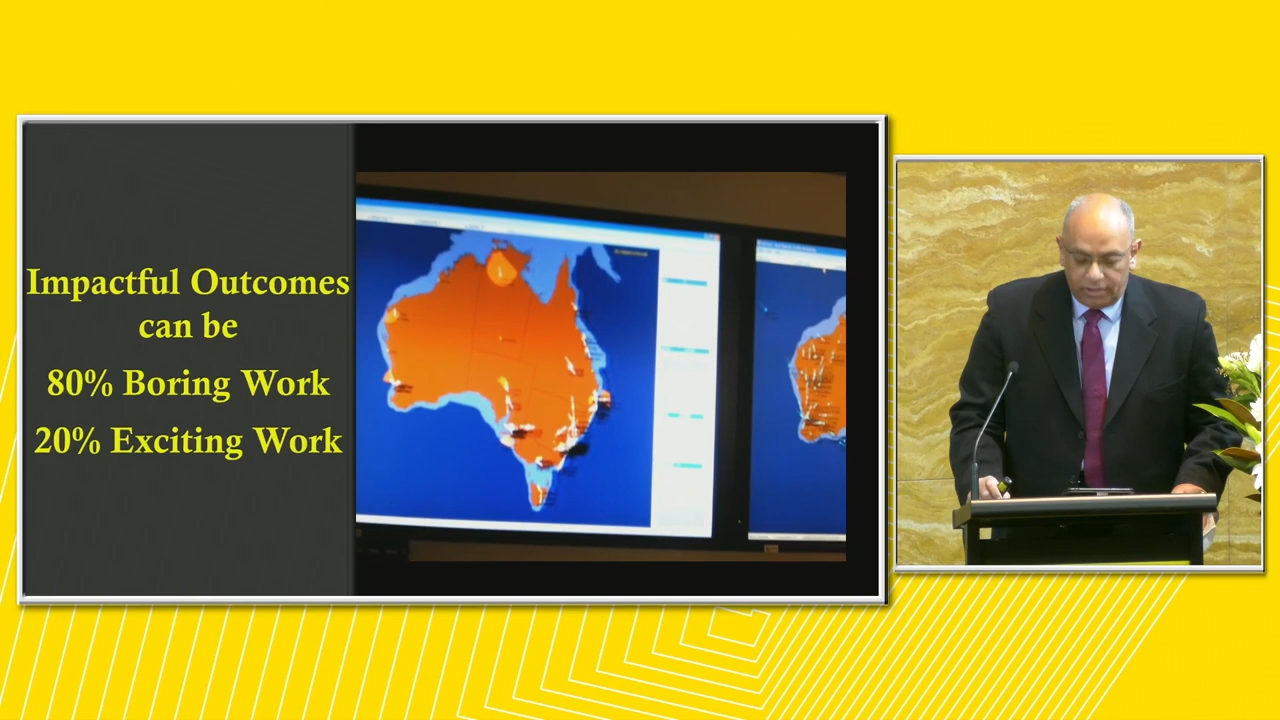 Impactful Outcomes
can be
80% Boring Work
20% Exciting Work